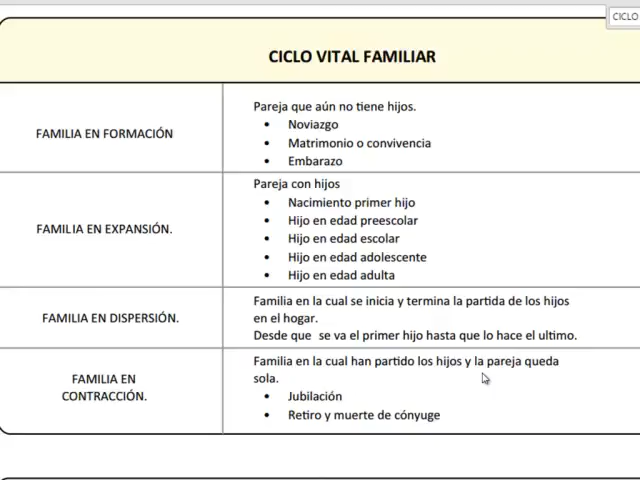 CICLO
CICLO VITAL FAMILIAR
FAMILIA EN FORMACIÓN
Pareja que aún no tiene hijos.
• Noviazgo
• Matrimonio o convivencia
• Embarazo
FAMILIA EN EXPANSIÓN.
Pareja con hijos
• Nacimiento primer hijo
• Hijo en edad preescolar
• Hijo en edad escolar
• Hijo en edad adolescente
• Hijo en edad adulta
FAMILIA EN DISPERSIÓN.
Familia en la cual se inicia y termina la partida de los hijos
en el hogar.
Desde que se va el primer hijo hasta que lo hace el ultimo.
FAMILIA EN
CONTRACCIÓN.
Familia en la cual han partido los hijos y la pareja queda
sola.
• Jubilación
• Retiro y muerte de cónyuge